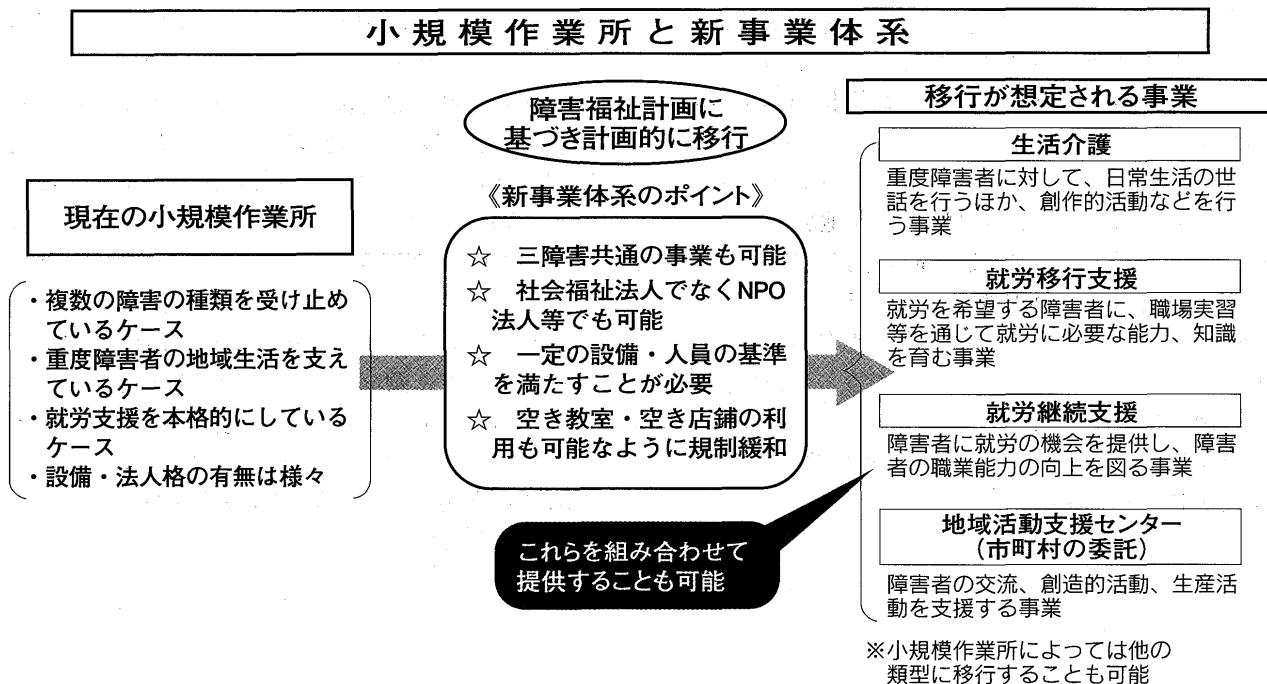 小規模作業所と新事業体系
現在の小規模作業所
・複数の障害の種類を受け止め
ているケース
・重度障害者の地域生活を支え
ているケース
・就労支援を本格的にしている
ケース
・設備・法人格の有無は様々
障害福祉計画に
基づき計画的に移行
《新事業体系のポイント》
☆ 三障害共通の事業も可能
☆ 社会福祉法人でなくNPO
法人等でも可能
☆ 一定の設備・人員の基準
を満たすことが必要
☆ 空き教室・空き店舗の利
用も可能なように規制緩和
これらを組み合わせて
提供することも可能
移行が想定される事業
生活介護
重度障害者に対して、日常生活の世
話を行うほか、創作的活動などを行
う事業
就労移行支援
就労を希望する障害者に、職場実習
等を通じて就労に必要な能力、知識
を育む事業
就労継続支援
障害者に就労の機会を提供し、障害
者の職業能力の向上を図る事業
地域活動支援センター
(市町村の委託)
障害者の交流、創造的活動、生産活
動を支援する事業
※小規模作業所によっては他の
類型に移行することも可能